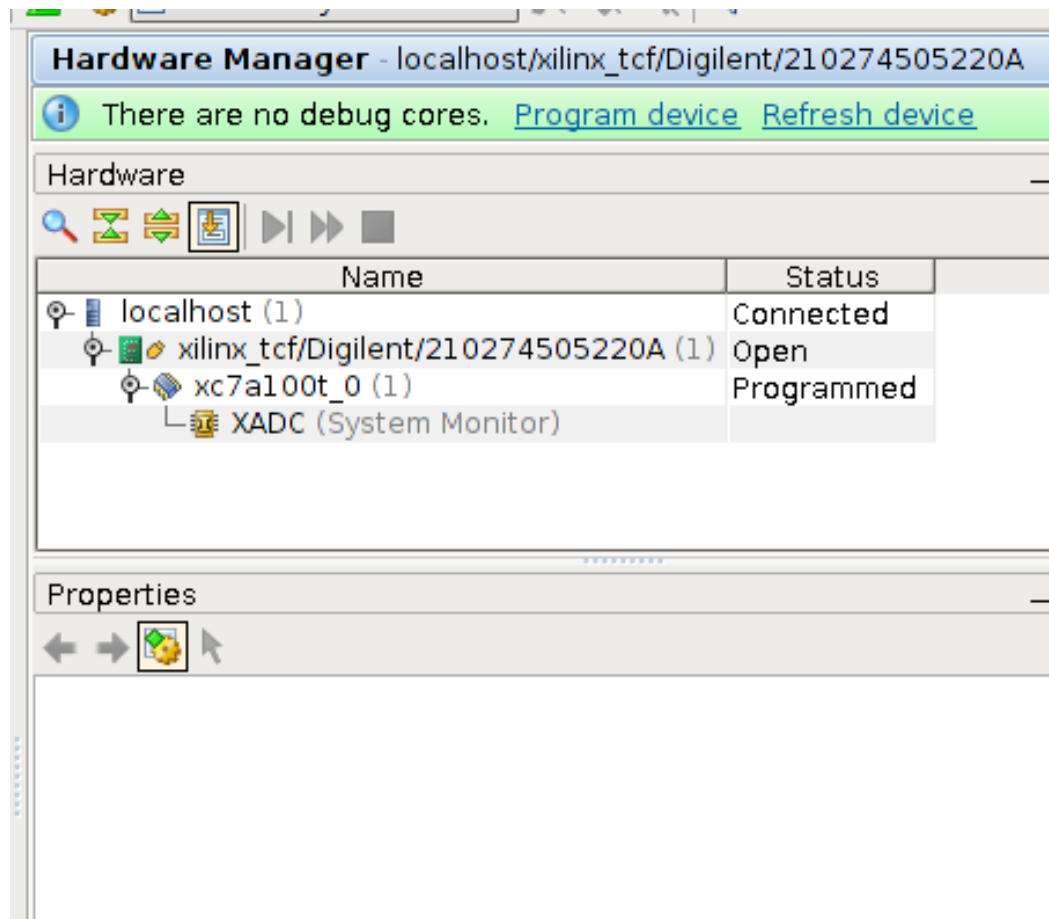 Hardware Manager - localhost/xilinx_tcf/Digilent/210274505220A
There are no debug cores. Program device Refresh device
Hardware
Name Status
localhost (1) Connected
xilinx_tcf/Digilent/210274505220A (1) Open
xc7a100t_0 (1) Programmed
XADC (System Monitor)
Properties